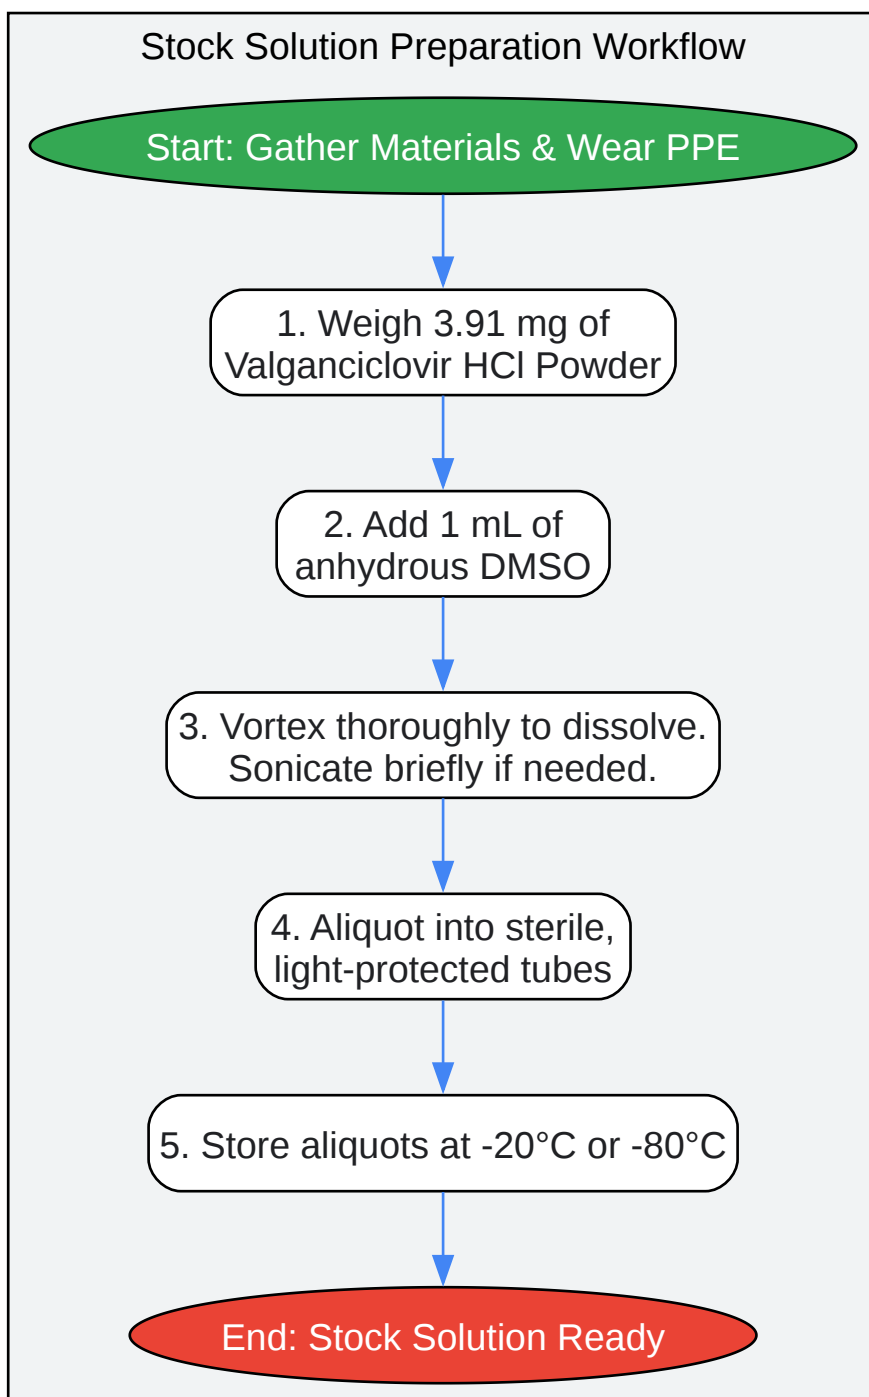 Stock Solution Preparation Workflow
Start: Gather Materials & Wear PPE
1. Weigh 3.91 mg of
Valganciclovir HCl Powder
2. Add 1 mL of
anhydrous DMSO
3. Vortex thoroughly to dissolve.
Sonicate briefly if needed.
4. Aliquot into sterile,
light-protected tubes
5. Store aliquots at -20°C or -80°C
End: Stock Solution Ready